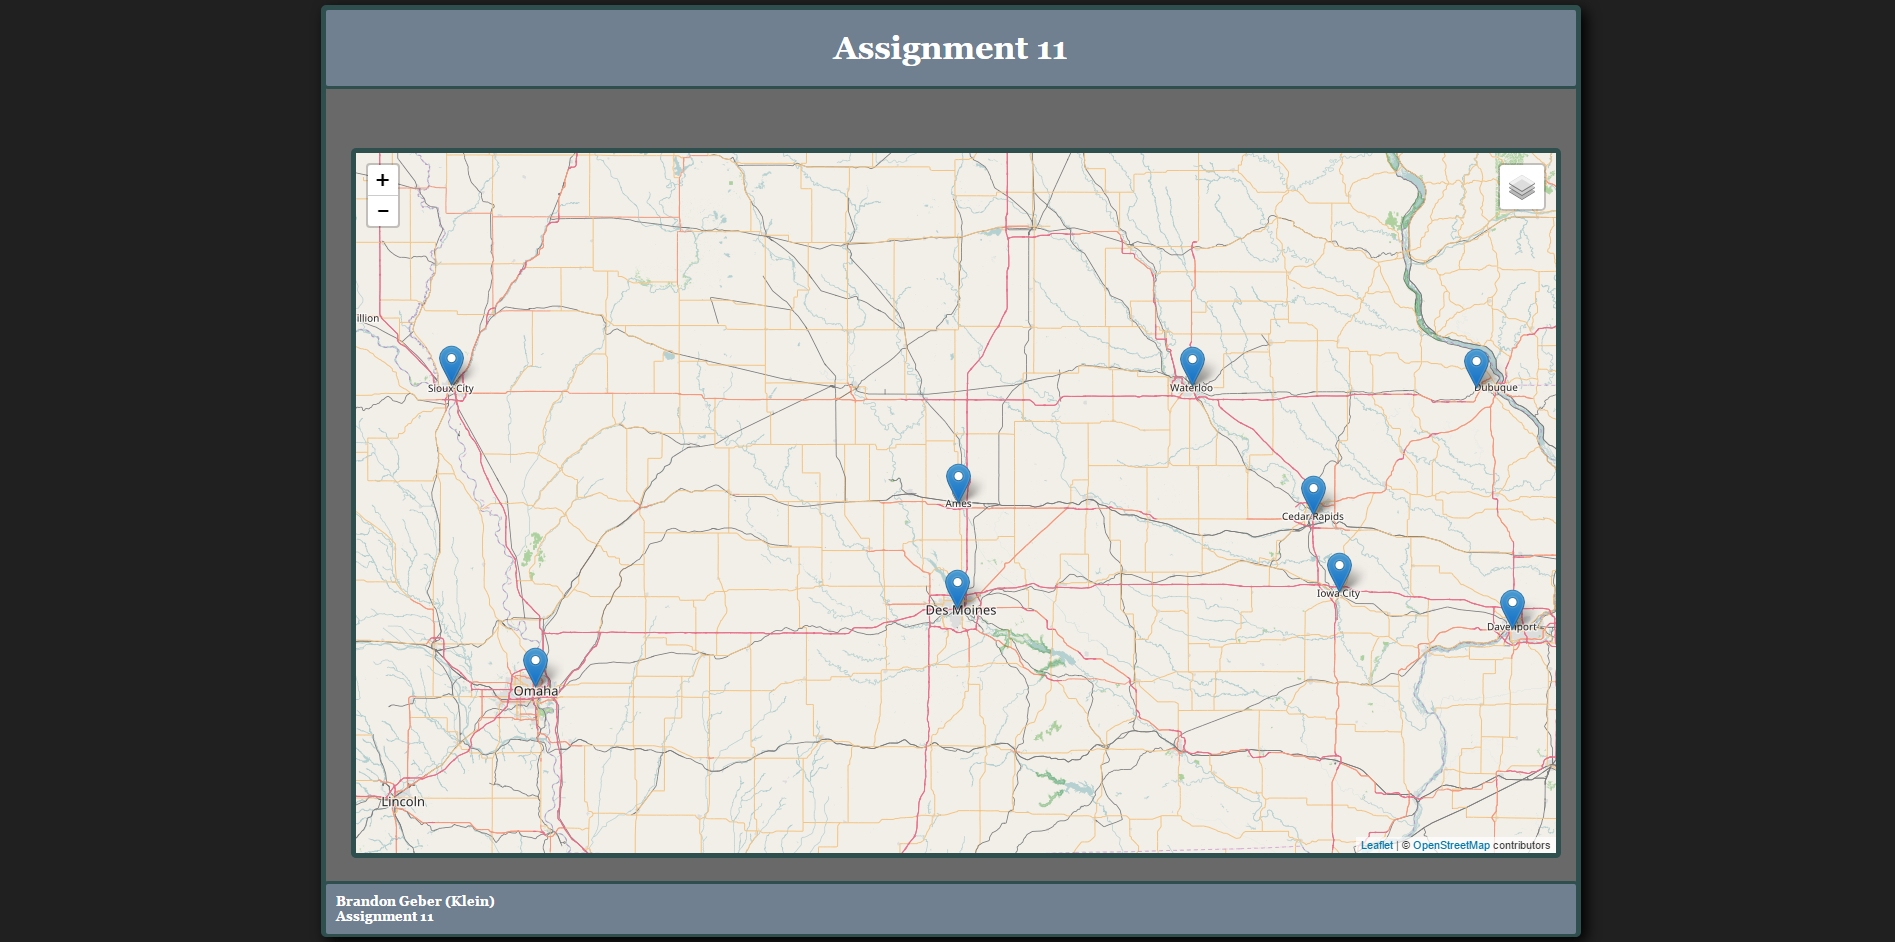 Assignment 11
+
−
illion
Sioux City
Waterloo
Dubuque
Ames
Cedar Rapids
Iowa City
Des Moines
Davenport
Omaha
Lincoln
Leaflet | © OpenStreetMap contributors
Brandon Geber (Klein)
Assignment 11